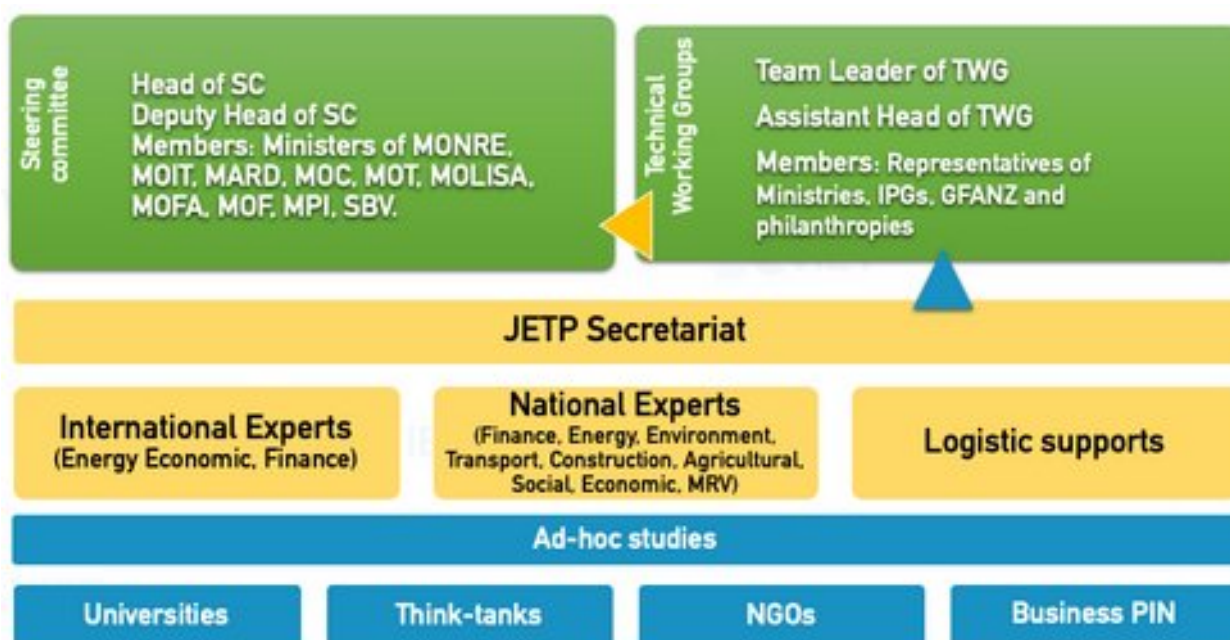 Steering
committee
Head of SC
Deputy Head of SC
Members: Ministers of MONRE,
MOIT, MARD, MOC, MOT, MOLISA,
MOFA, MOF, MPI, SBV.
Technical
Working Groups
Team Leader of TWG
Assistant Head of TWG
Members: Representatives of
Ministries, IPGs, GFANZ and
philanthropies
JETP Secretariat
International Experts
(Energy Economic, Finance)
National Experts
(Finance, Energy, Environment,
Transport, Construction, Agricultural,
Social, Economic, MRV)
Logistic supports
Ad-hoc studies
Universities
Think-tanks
NGOs
Business PIN